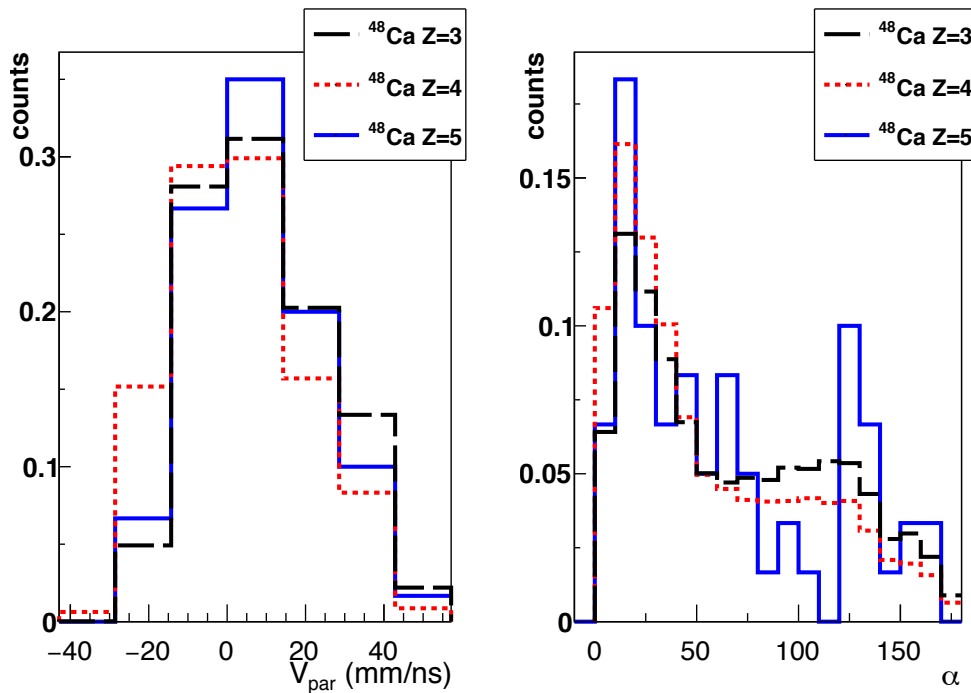 ⁴⁸Ca Z=3
⁴⁸Ca Z=4
⁴⁸Ca Z=5
counts
0.3
0.2
0.1
0
−40 −20 0 20 40
V_par (mm/ns)
⁴⁸Ca Z=3
⁴⁸Ca Z=4
⁴⁸Ca Z=5
counts
0.15
0.1
0.05
0
0 50 100 150
α